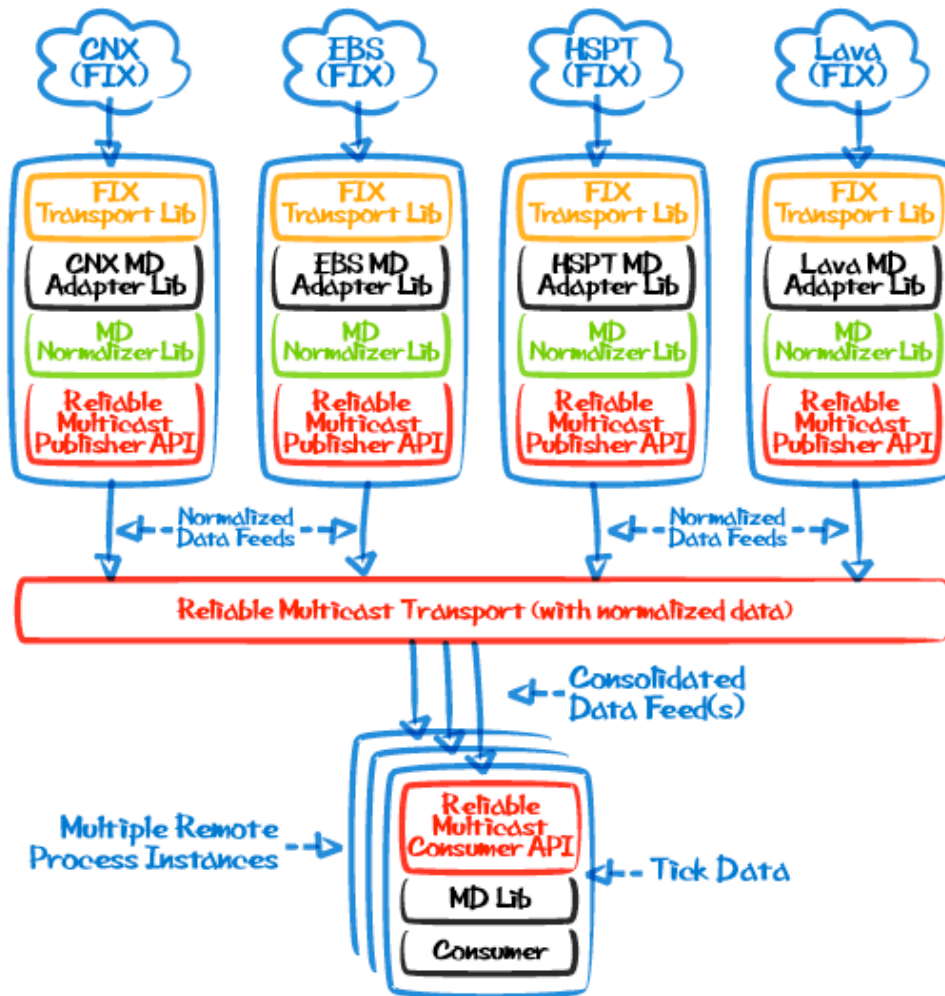 CNX
(FIX)
EBS
(FIX)
HSPT
(FIX)
Lava
(FIX)
FIX
Transport Lib
CNX MD
Adapter Lib
MD
Normalizer Lib
Reliable
Multicast
Publisher API
FIX
Transport Lib
EBS MD
Adapter Lib
MD
Normalizer Lib
Reliable
Multicast
Publisher API
FIX
Transport Lib
HSPT MD
Adapter Lib
MD
Normalizer Lib
Reliable
Multicast
Publisher API
FIX
Transport Lib
Lava MD
Adapter Lib
MD
Normalizer Lib
Reliable
Multicast
Publisher API
Normalized
Data Feeds
Normalized
Data Feeds
Reliable Multicast Transport (with normalized data)
Consolidated
Data Feed(s)
Multiple Remote
Process Instances
Reliable
Multicast
Consumer API
MD Lib
Consumer
Tick Data